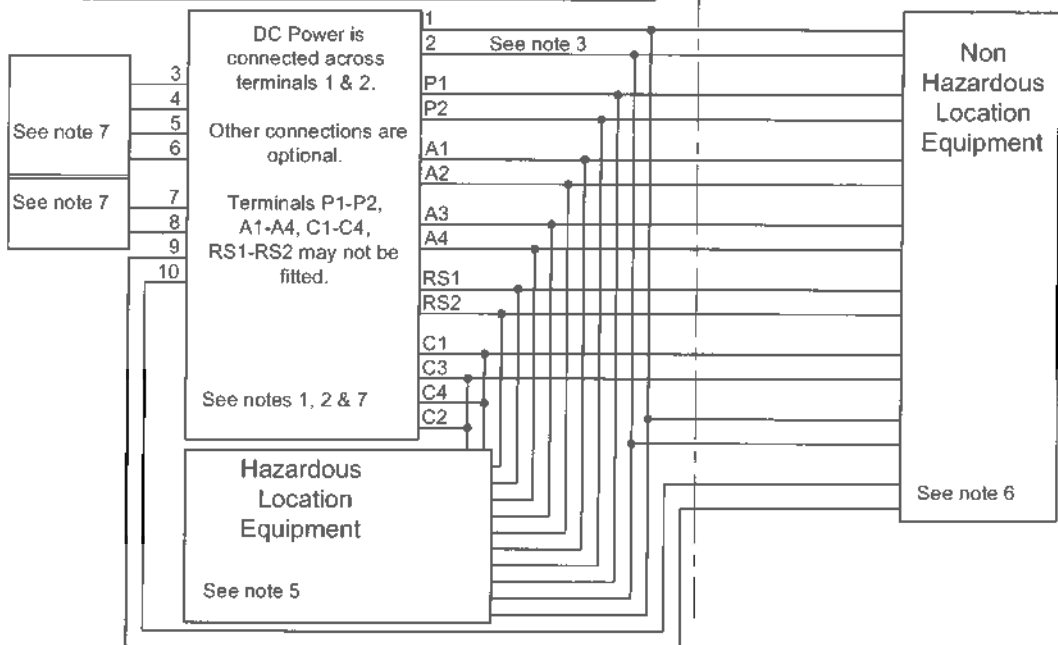 DC Power is
connected across
terminals 1 & 2.
Other connections are
optional.
Terminals P1-P2,
A1-A4, C1-C4,
RS1-RS2 may not be
fitted.
See notes 1, 2 & 7
See note 7
See note 7
3
4
5
6
7
8
9
10
1
2
See note 3
P1
P2
A1
A2
A3
A4
RS1
RS2
C1
C3
C4
C2
Non
Hazardous
Location
Equipment
See note 6
Hazardous
Location
Equipment
See note 5